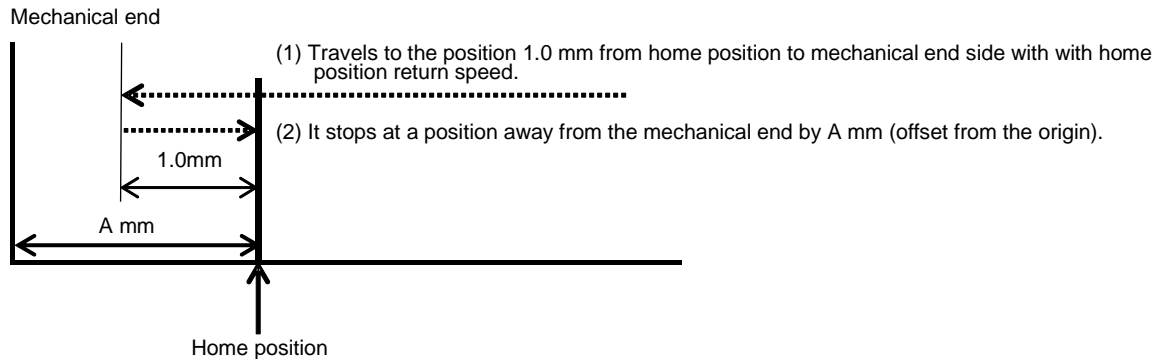 Mechanical end
(1) Travels to the position 1.0 mm from home position to mechanical end side with with home
position return speed.
(2) It stops at a position away from the mechanical end by A mm (offset from the origin).
1.0mm
A mm
Home position